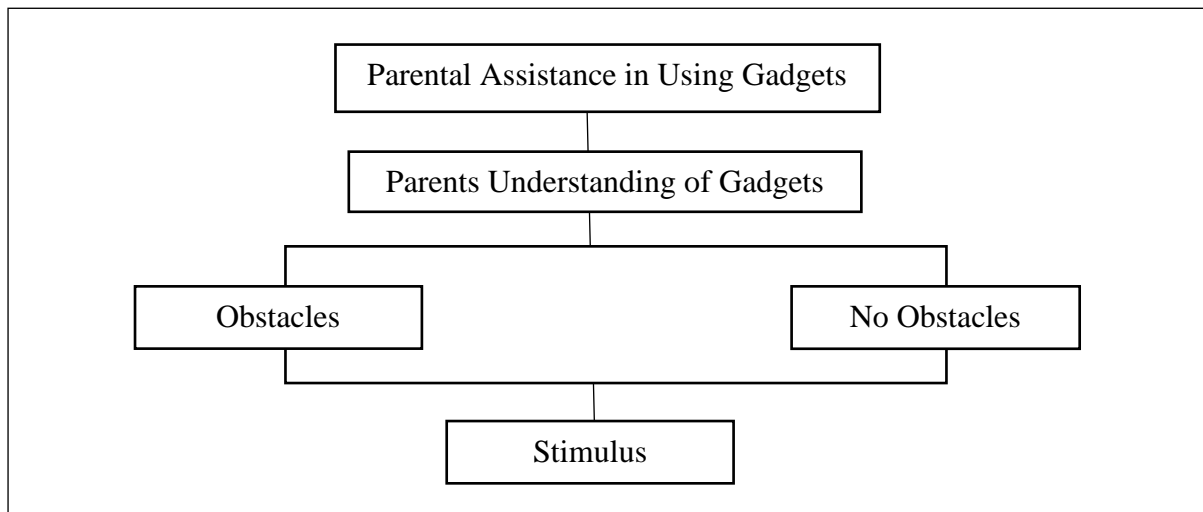 Parental Assistance in Using Gadgets
Parents Understanding of Gadgets
Obstacles
No Obstacles
Stimulus